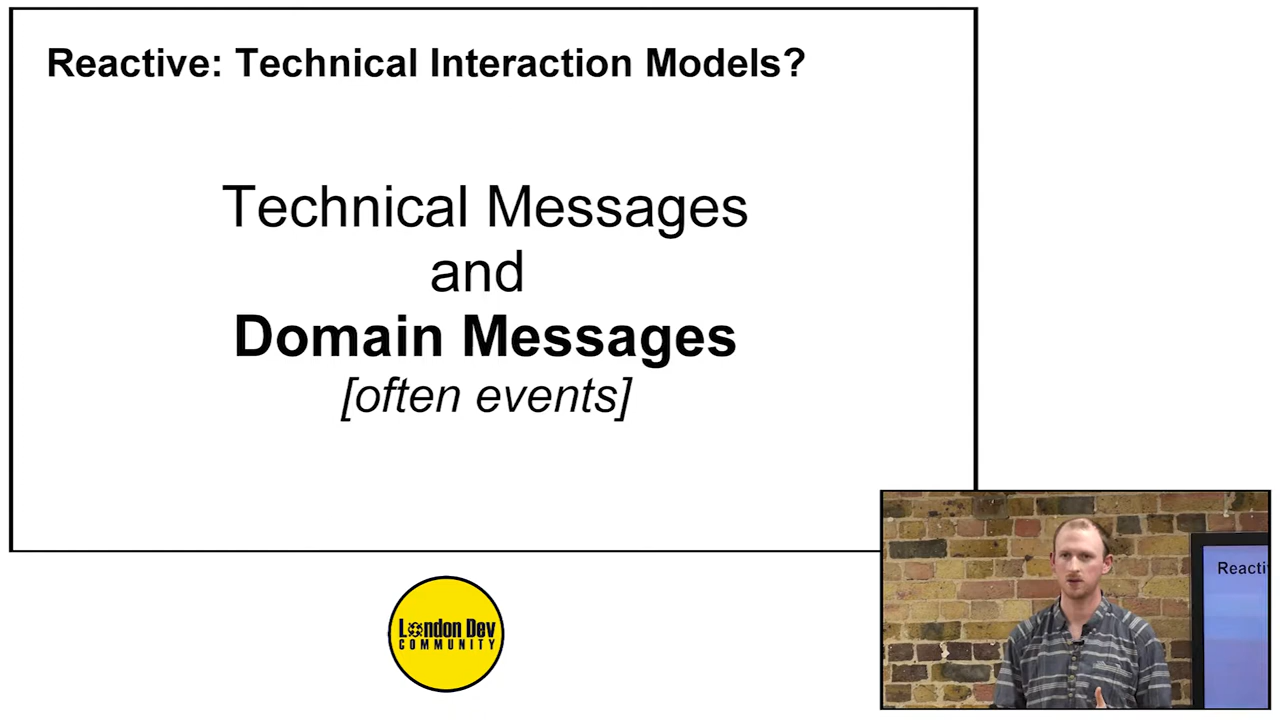 Reactive: Technical Interaction Models?
Technical Messages
and
Domain Messages
[often events]
London Dev
COMMUNITY
Reacti